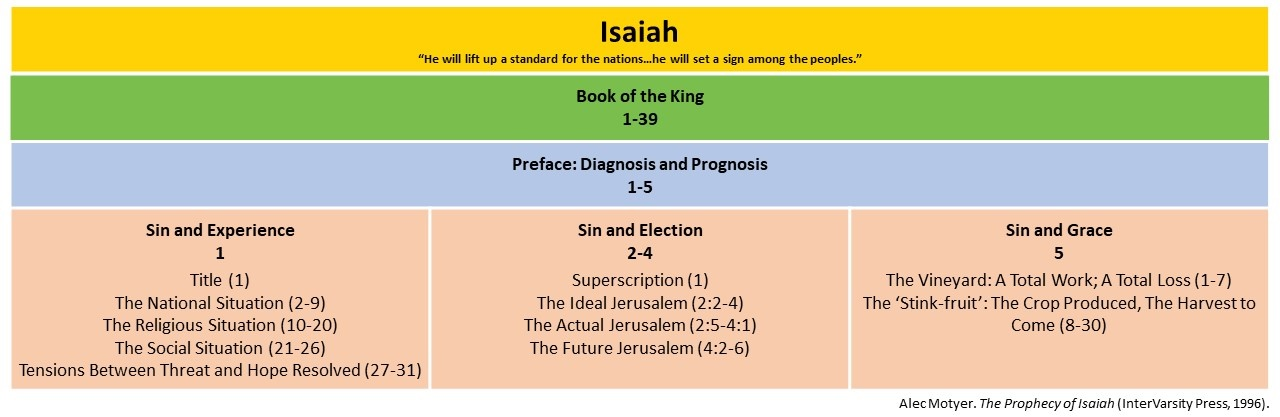 Isaiah
“He will lift up a standard for the nations…he will set a sign among the peoples.”
Book of the King
1-39
Preface: Diagnosis and Prognosis
1-5
Sin and Experience
1
Title (1)
The National Situation (2-9)
The Religious Situation (10-20)
The Social Situation (21-26)
Tensions Between Threat and Hope Resolved (27-31)
Sin and Election
2-4
Superscription (1)
The Ideal Jerusalem (2:2-4)
The Actual Jerusalem (2:5-4:1)
The Future Jerusalem (4:2-6)
Sin and Grace
5
The Vineyard: A Total Work; A Total Loss (1-7)
The ‘Stink-fruit’: The Crop Produced, The Harvest to
Come (8-30)
Alec Motyer. The Prophecy of Isaiah (InterVarsity Press, 1996).